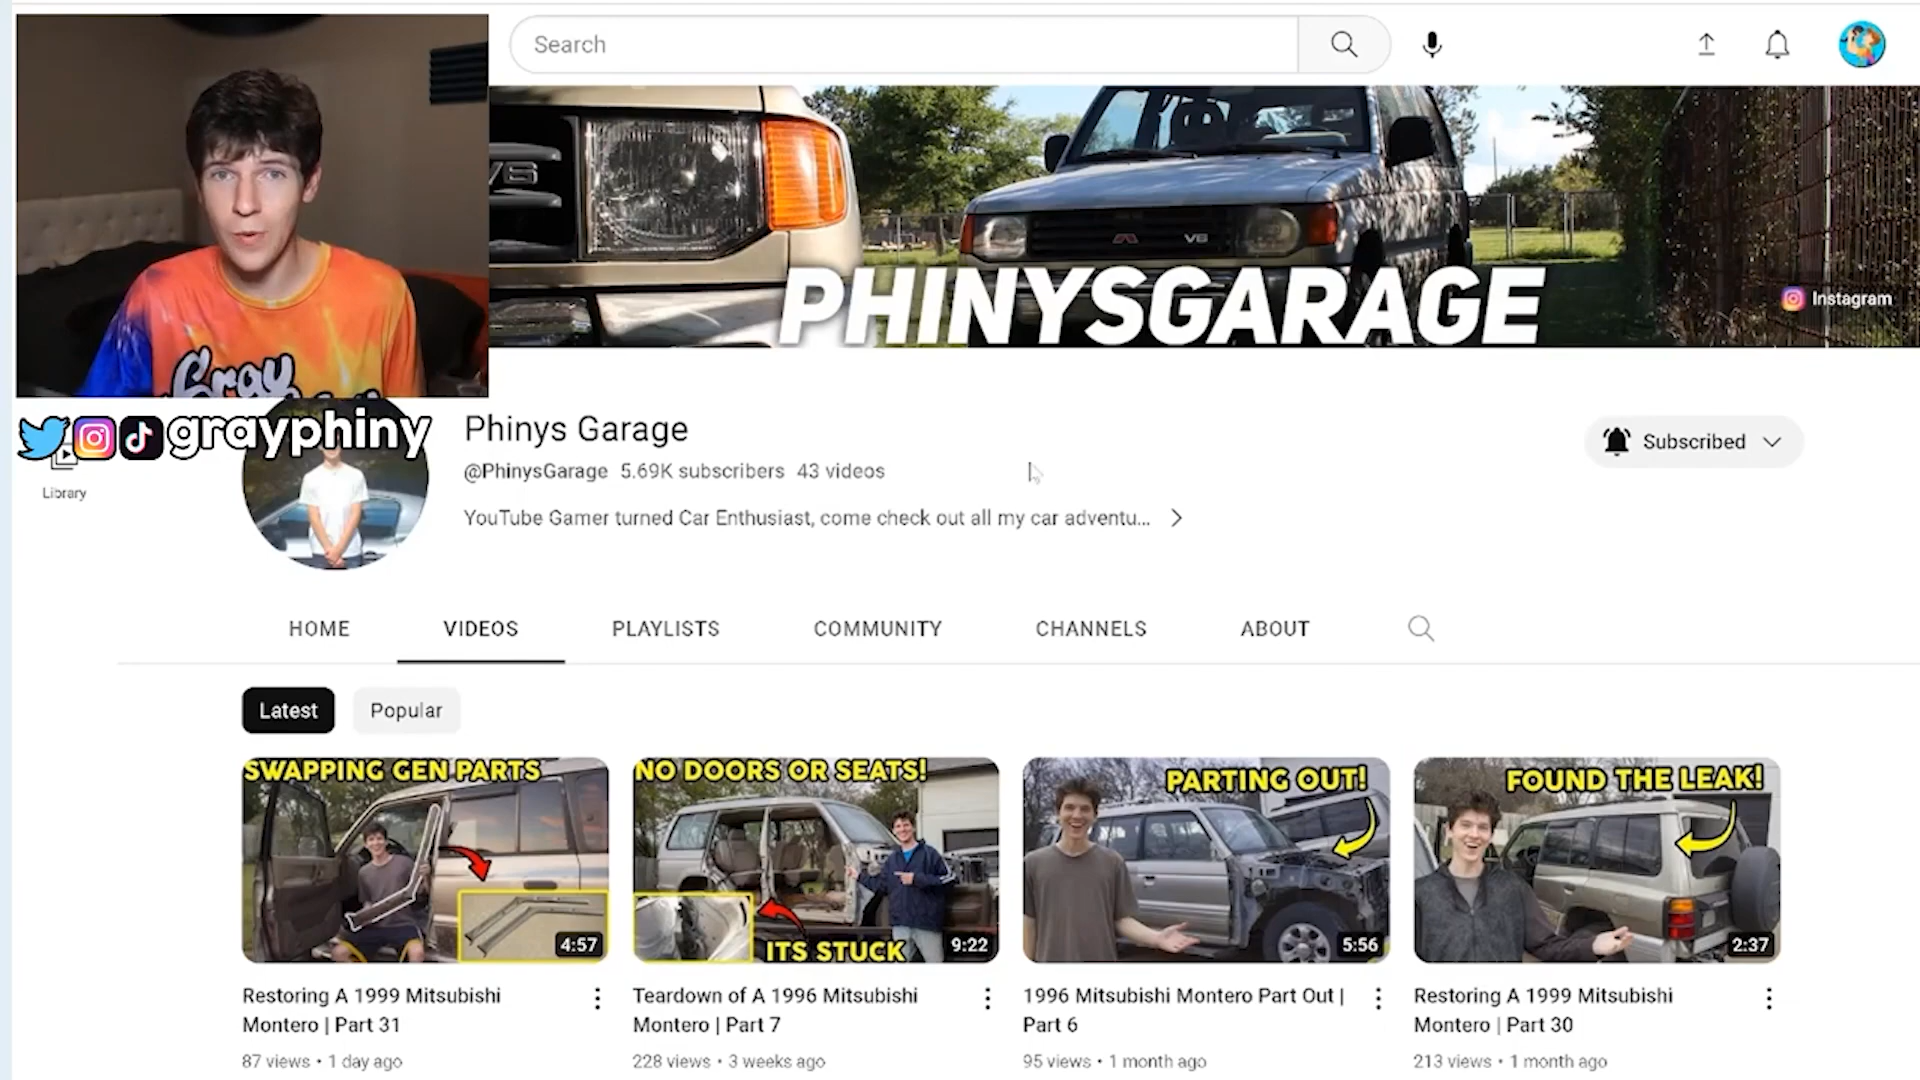 Search
V6
V6
PHINYSGARAGE
Instagram
Gray
grayphiny
Library
Phinys Garage
@PhinysGarage 5.69K subscribers 43 videos
YouTube Gamer turned Car Enthusiast, come check out all my car adventu...
Subscribed
HOME VIDEOS PLAYLISTS COMMUNITY CHANNELS ABOUT
Latest Popular
SWAPPING GEN PARTS
4:57
NO DOORS OR SEATS!
ITS STUCK
9:22
PARTING OUT!
5:56
FOUND THE LEAK!
2:37
Restoring A 1999 Mitsubishi
Montero | Part 31
87 views • 1 day ago
Teardown of A 1996 Mitsubishi
Montero | Part 7
228 views • 3 weeks ago
1996 Mitsubishi Montero Part Out |
Part 6
95 views • 1 month ago
Restoring A 1999 Mitsubishi
Montero | Part 30
213 views • 1 month ago